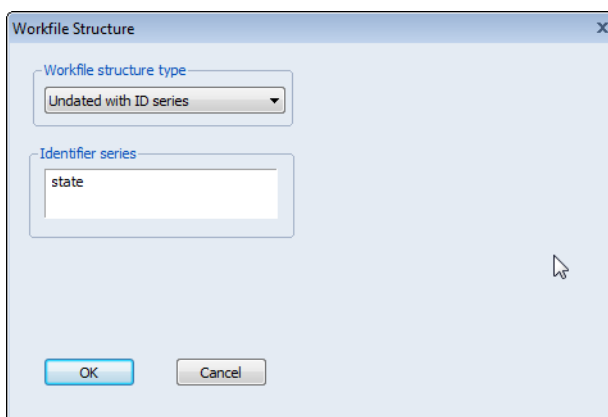 Workfile Structure
Workfile structure type
Undated with ID series
Identifier series
state
OK
Cancel